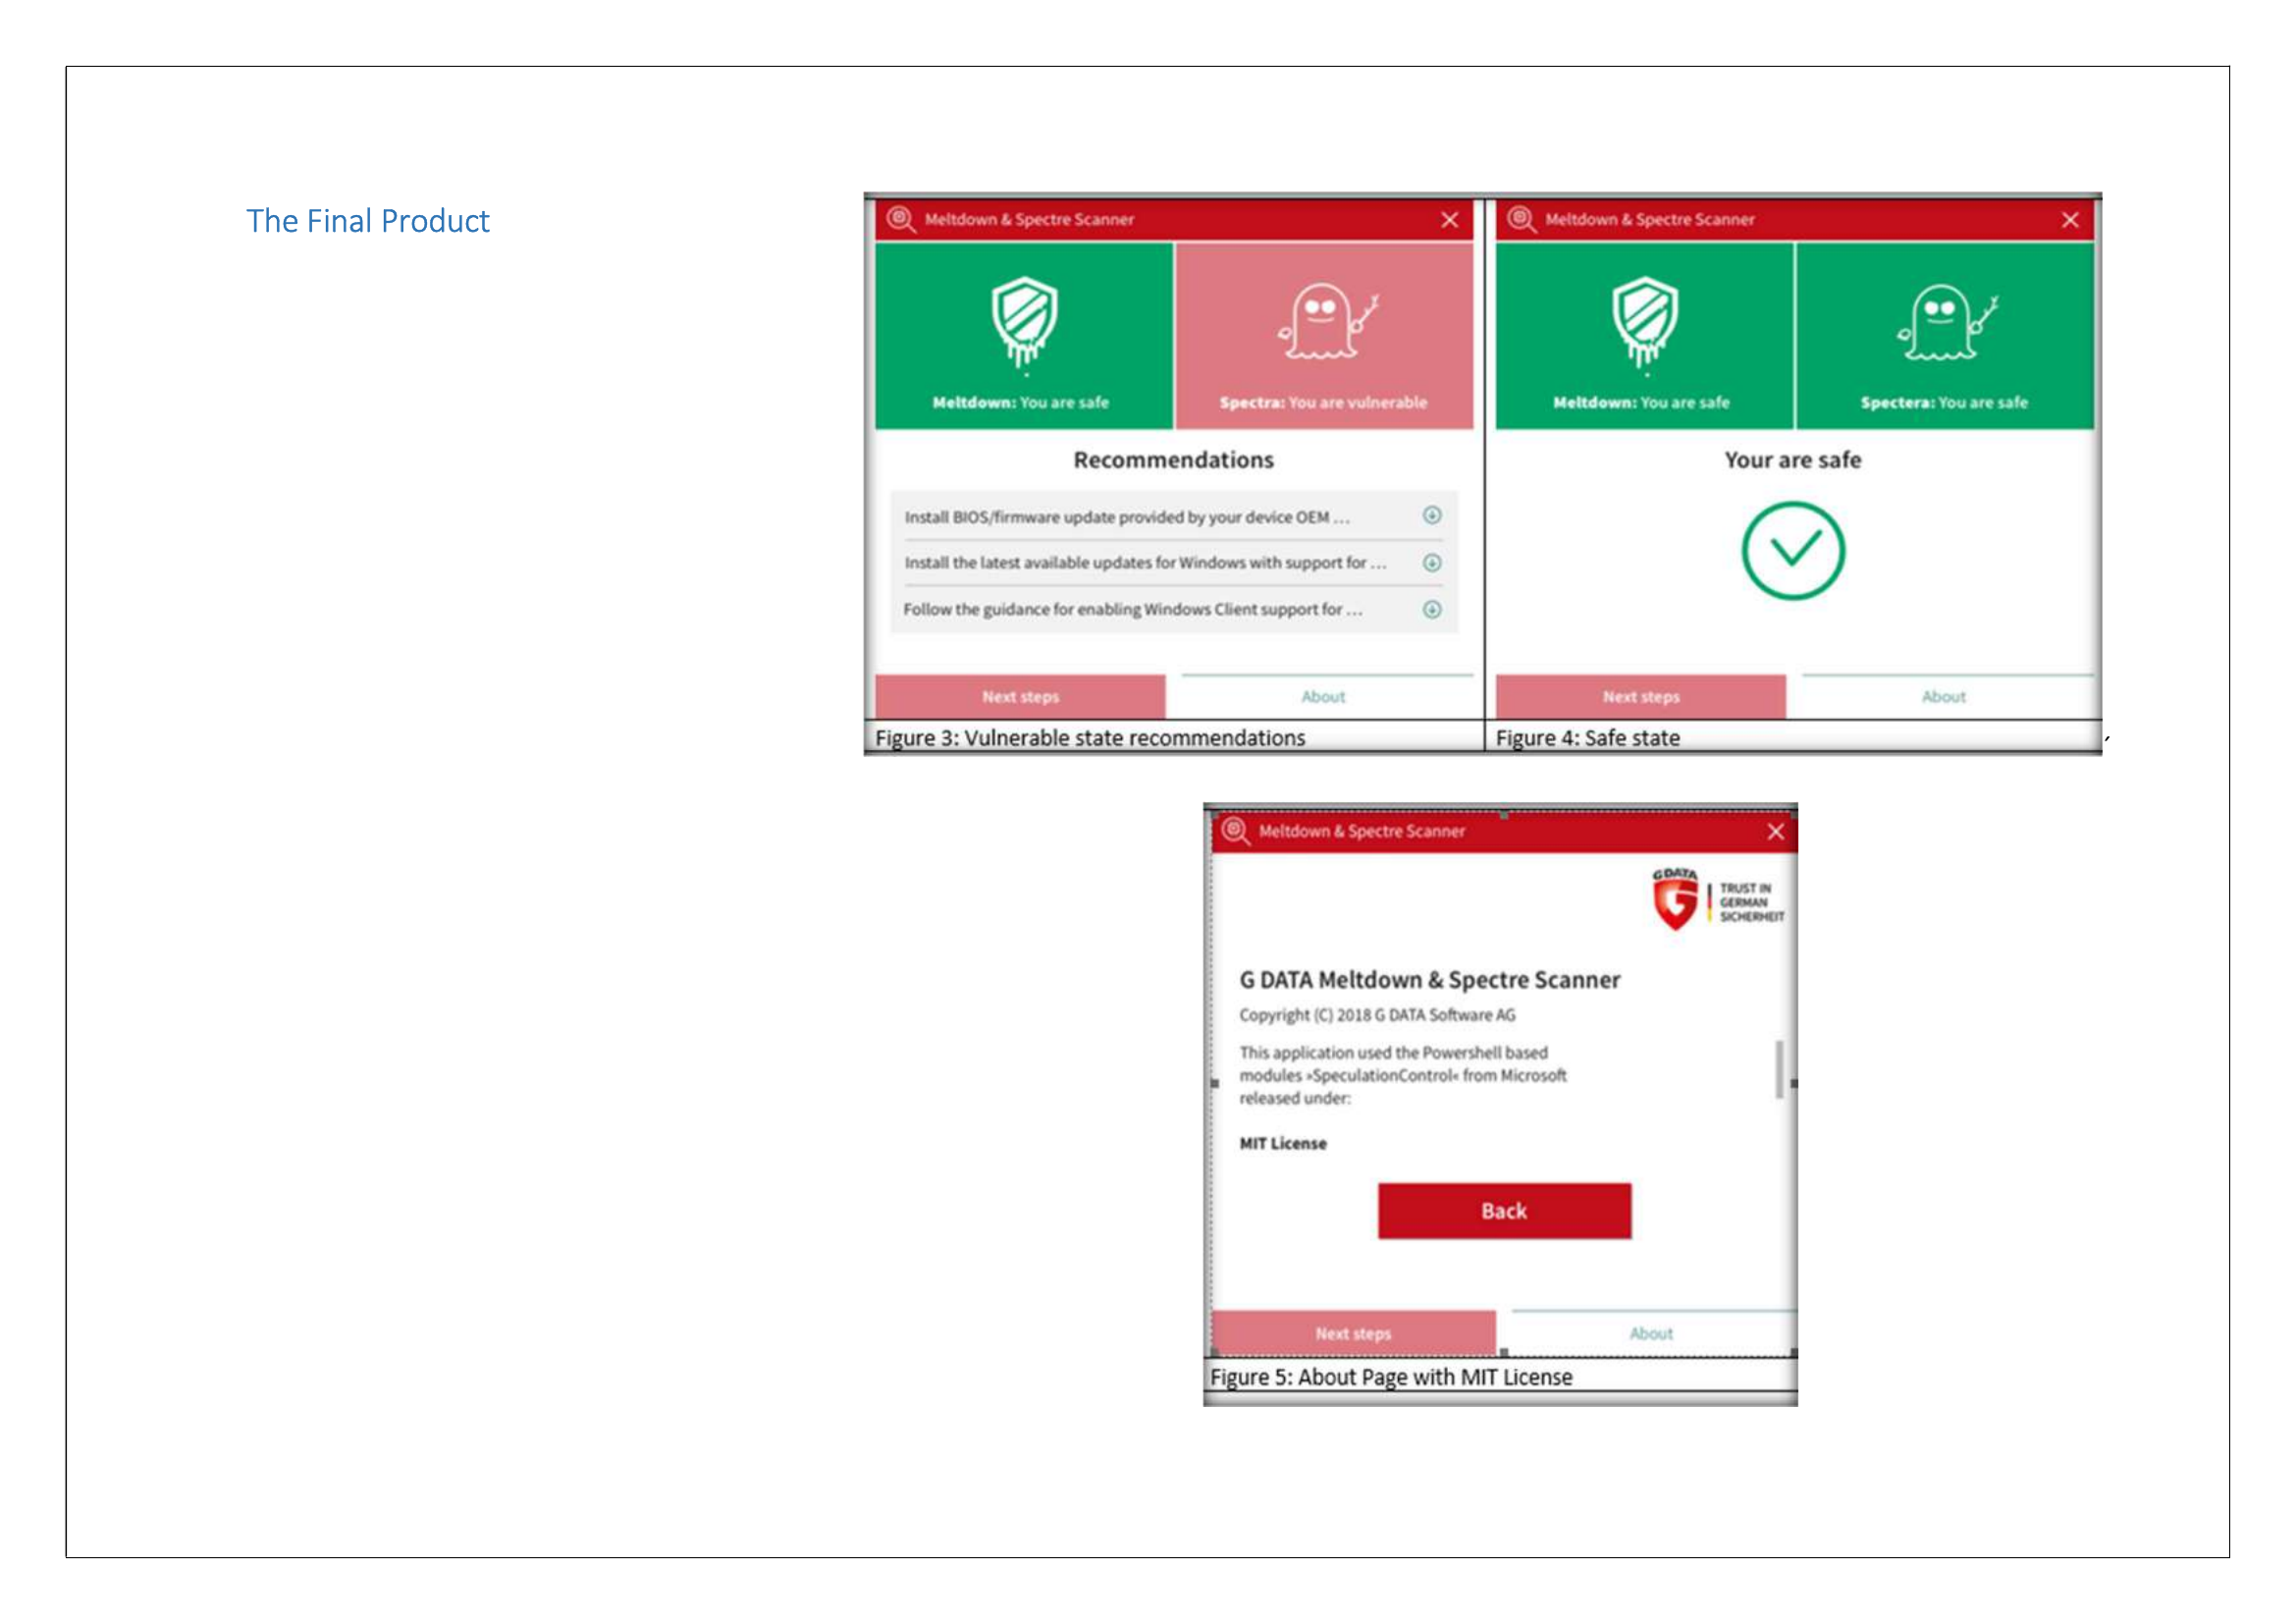 The Final Product
Meltdown & Spectre Scanner
Meltdown: You are safe
Spectra: You are vulnerable
Recommendations
Install BIOS/firmware update provided by your device OEM ...
Install the latest available updates for Windows with support for ...
Follow the guidance for enabling Windows Client support for ...
Next steps
About
Figure 3: Vulnerable state recommendations
Meltdown & Spectre Scanner
Meltdown: You are safe
Spectera: You are safe
Your are safe
Next steps
About
Figure 4: Safe state
Meltdown & Spectre Scanner
G DATA
TRUST IN
GERMAN
SICHERHEIT
G DATA Meltdown & Spectre Scanner
Copyright (C) 2018 G DATA Software AG
This application used the Powershell based
modules »SpeculationControl« from Microsoft
released under:
MIT License
Back
Next steps
About
Figure 5: About Page with MIT License